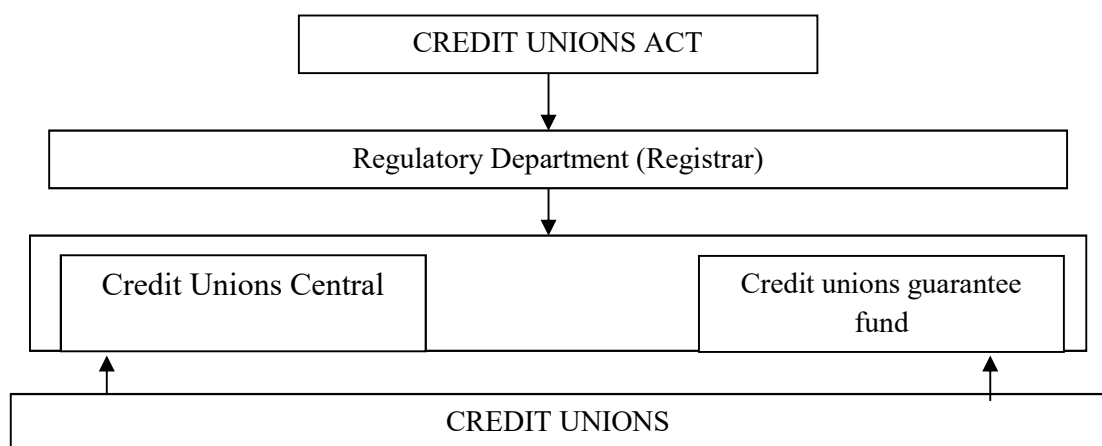 CREDIT UNIONS ACT
Regulatory Department (Registrar)
Credit Unions Central
Credit unions guarantee
fund
CREDIT UNIONS